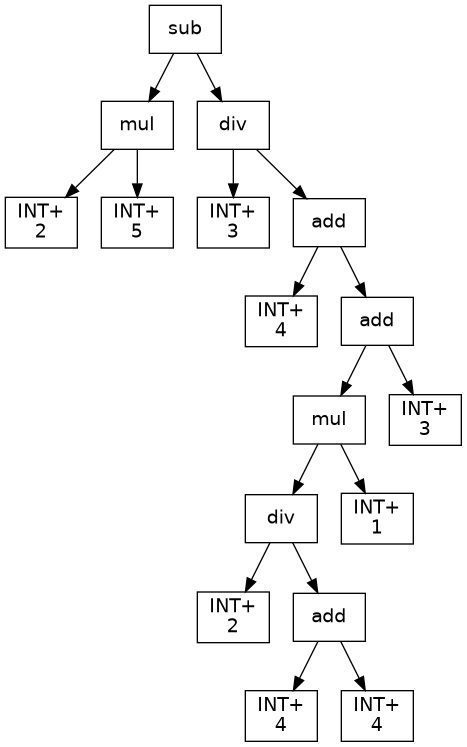 sub
mul
div
INT+
2
INT+
5
INT+
3
add
INT+
4
add
mul
INT+
3
div
INT+
1
INT+
2
add
INT+
4
INT+
4